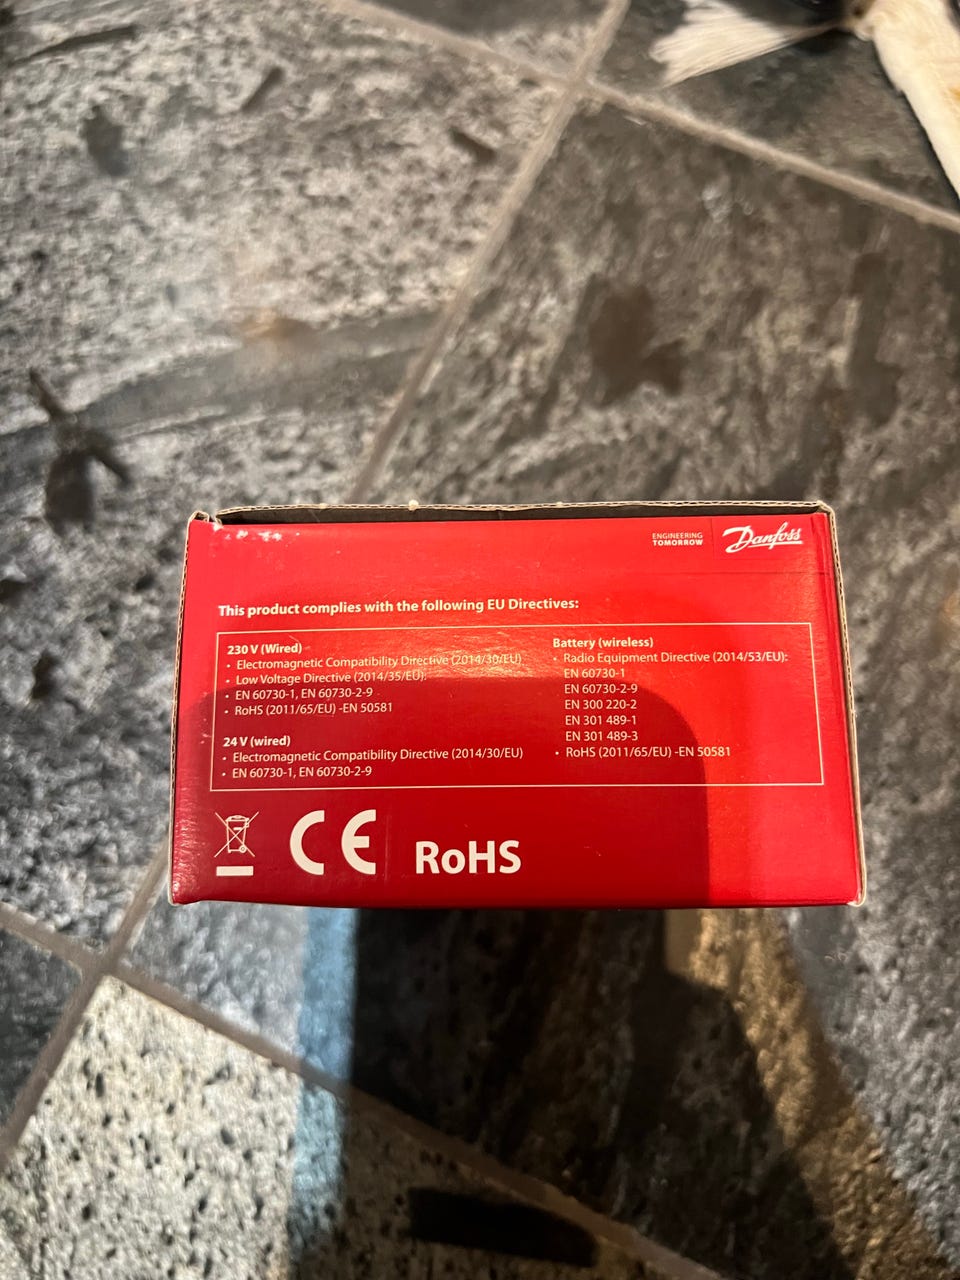 ENGINEERING
TOMORROW
Danfoss
This product complies with the following EU Directives:
230 V (Wired)
• Electromagnetic Compatibility Directive (2014/30/EU)
• Low Voltage Directive (2014/35/EU):
• EN 60730-1, EN 60730-2-9
• RoHS (2011/65/EU) -EN 50581
24 V (wired)
• Electromagnetic Compatibility Directive (2014/30/EU)
• EN 60730-1, EN 60730-2-9
Battery (wireless)
• Radio Equipment Directive (2014/53/EU):
EN 60730-1
EN 60730-2-9
EN 300 220-2
EN 301 489-1
EN 301 489-3
• RoHS (2011/65/EU) -EN 50581
CE
RoHS